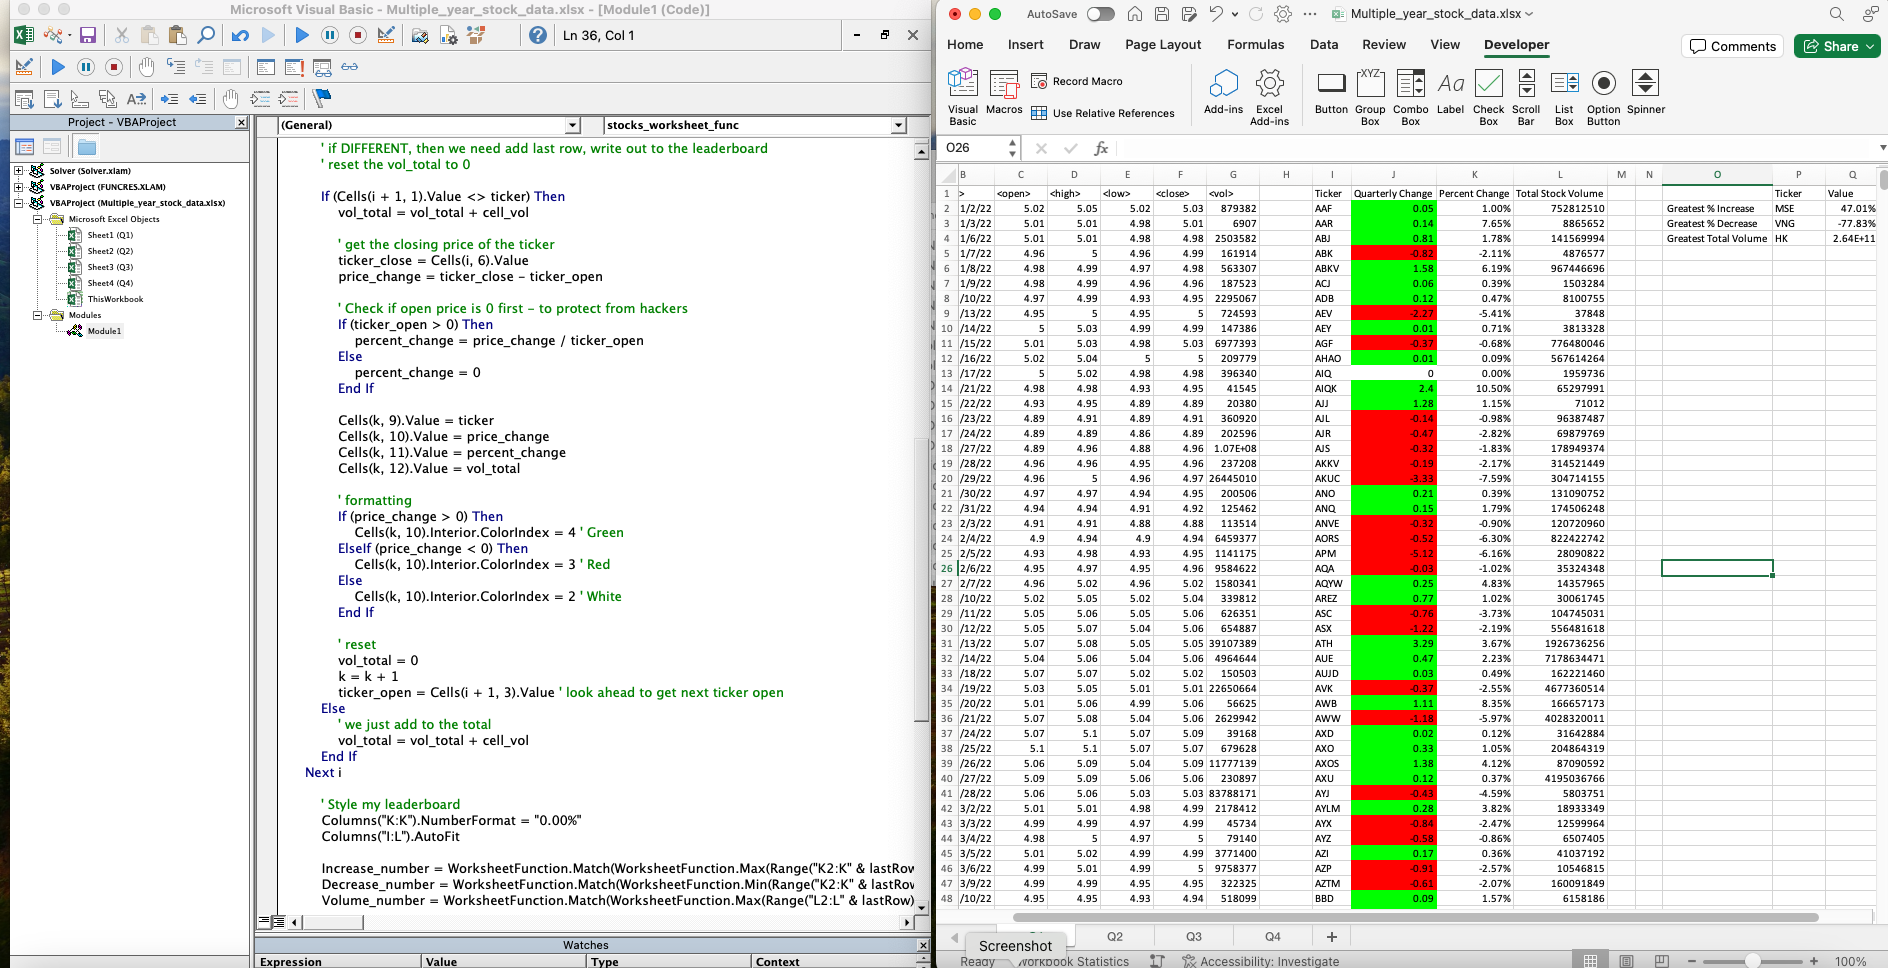 Microsoft Visual Basic - Multiple_year_stock_data.xlsx - [Module1 (Code)]
Ln 36, Col 1
Project - VBAProject
Solver (Solver.xlam)
VBAProject (FUNCRES.XLAM)
VBAProject (Multiple_year_stock_data.xlsx)
Microsoft Excel Objects
Sheet1 (Q1)
Sheet2 (Q2)
Sheet3 (Q3)
Sheet4 (Q4)
ThisWorkbook
Modules
Module1
(General) stocks_worksheet_func
' if DIFFERENT, then we need add last row, write out to the leaderboard
' reset the vol_total to 0
If (Cells(i + 1, 1).Value <> ticker) Then
vol_total = vol_total + cell_vol
' get the closing price of the ticker
ticker_close = Cells(i, 6).Value
price_change = ticker_close - ticker_open
' Check if open price is 0 first - to protect from hackers
If (ticker_open > 0) Then
percent_change = price_change / ticker_open
Else
percent_change = 0
End If
Cells(k, 9).Value = ticker
Cells(k, 10).Value = price_change
Cells(k, 11).Value = percent_change
Cells(k, 12).Value = vol_total
' formatting
If (price_change > 0) Then
Cells(k, 10).Interior.ColorIndex = 4 ' Green
ElseIf (price_change < 0) Then
Cells(k, 10).Interior.ColorIndex = 3 ' Red
Else
Cells(k, 10).Interior.ColorIndex = 2 ' White
End If
' reset
vol_total = 0
k = k + 1
ticker_open = Cells(i + 1, 3).Value ' look ahead to get next ticker open
Else
' we just add to the total
vol_total = vol_total + cell_vol
End If
Next i
' Style my leaderboard
Columns("K:K").NumberFormat = "0.00%"
Columns("I:L").AutoFit
Increase_number = WorksheetFunction.Match(WorksheetFunction.Max(Range("K2:K" & lastRow
Decrease_number = WorksheetFunction.Match(WorksheetFunction.Min(Range("K2:K" & lastRow
Volume_number = WorksheetFunction.Match(WorksheetFunction.Max(Range("L2:L" & lastRow)
Watches
Expression Value Type Context
AutoSave Multiple_year_stock_data.xlsx
Home Insert Draw Page Layout Formulas Data Review View Developer Comments Share
Visual Basic Macros Record Macro Use Relative References Add-ins Excel Add-ins Button Group Box Combo Box Label Check Box Scroll Bar List Box Option Button Spinner
O26 fx
B C D E F G H I J K L M N O P Q
1 > <open> <high> <low> <close> <vol> Ticker Quarterly Change Percent Change Total Stock Volume Ticker Value
2 1/2/22 5.02 5.05 5.02 5.03 879382 AAF 0.05 1.00% 752812510 Greatest % Increase MSE 47.01%
3 1/3/22 5.01 5.01 4.98 5.01 6907 AAR 0.14 7.65% 8865652 Greatest % Decrease VNG -77.83%
4 1/6/22 5.01 5.01 4.98 4.98 2503582 ABJ 0.81 1.78% 141569994 Greatest Total Volume HK 2.64E+11
5 1/7/22 4.96 5 4.96 4.99 161914 ABK -0.82 -2.11% 4876577
6 1/8/22 4.98 4.99 4.97 4.98 563307 ABKV 1.58 6.19% 967446696
7 1/9/22 4.98 4.99 4.96 4.96 187523 ACJ 0.06 0.39% 1503284
8 /10/22 4.97 4.99 4.93 4.95 2295067 ADB 0.12 0.47% 8100755
9 /13/22 4.95 5 4.95 5 724593 AEV -2.27 -5.41% 37848
10 /14/22 5 5.03 4.99 4.99 147386 AEY 0.01 0.71% 3813328
11 /15/22 5.01 5.03 4.98 5.03 6977393 AGF -0.37 -0.68% 776480046
12 /16/22 5.02 5.04 5 5 209779 AHAO 0.01 0.09% 567614264
13 /17/22 5 5.02 4.98 4.98 396340 AIQ 0 0.00% 1959736
14 /21/22 4.98 4.98 4.93 4.95 41545 AIQK 2.4 10.50% 65297991
15 /22/22 4.93 4.95 4.89 4.89 20380 AJJ 1.28 1.15% 71012
16 /23/22 4.89 4.91 4.89 4.91 360920 AJL -0.14 -0.98% 96387487
17 /24/22 4.89 4.89 4.86 4.89 202596 AJR -0.47 -2.82% 69879769
18 /27/22 4.89 4.96 4.88 4.96 1.07E+08 AJS -0.32 -1.83% 178949374
19 /28/22 4.96 4.96 4.95 4.96 237208 AKKV -0.19 -2.17% 314521449
20 /29/22 4.96 5 4.96 4.97 26445010 AKUC -3.33 -7.59% 304714155
21 /30/22 4.97 4.97 4.94 4.95 200506 ANO 0.21 0.39% 131090752
22 /31/22 4.94 4.94 4.91 4.92 125462 ANQ 0.15 1.79% 174506248
23 2/3/22 4.91 4.91 4.88 4.88 113514 ANVE -0.32 -0.90% 120720960
24 2/4/22 4.9 4.94 4.9 4.94 6459377 AORS -0.52 -6.30% 822422742
25 2/5/22 4.93 4.98 4.93 4.95 1141175 APM -5.12 -6.16% 28090822
26 2/6/22 4.95 4.97 4.95 4.96 9584622 AQA -0.03 -1.02% 35324348
27 2/7/22 4.96 5.02 4.96 5.02 1580341 AQYW 0.25 4.83% 14357965
28 /10/22 5.02 5.05 5.02 5.04 339812 AREZ 0.77 1.02% 30061745
29 /11/22 5.05 5.06 5.05 5.06 626351 ASC -0.76 -3.73% 104745031
30 /12/22 5.05 5.07 5.04 5.06 654887 ASX -1.22 -2.19% 556481618
31 /13/22 5.07 5.08 5.05 5.05 39107389 ATH 3.29 3.67% 1926736256
32 /14/22 5.04 5.06 5.04 5.06 4964644 AUE 0.47 2.23% 7178634471
33 /18/22 5.07 5.07 5.02 5.02 150503 AUJD 0.03 0.49% 162221460
34 /19/22 5.03 5.05 5.01 5.01 22650664 AVK -0.37 -2.55% 4677360514
35 /20/22 5.01 5.06 4.99 5.06 56625 AWB 1.11 8.35% 166657173
36 /21/22 5.07 5.08 5.04 5.06 2629942 AWW -1.18 -5.97% 4028320011
37 /24/22 5.07 5.1 5.07 5.09 39168 AXD 0.02 0.12% 31642884
38 /25/22 5.1 5.1 5.07 5.07 679628 AXO 0.33 1.05% 204864319
39 /26/22 5.06 5.09 5.04 5.09 11777139 AXOS 1.38 4.12% 87090592
40 /27/22 5.09 5.09 5.06 5.06 230897 AXU 0.12 0.37% 4195036766
41 /28/22 5.06 5.06 5.03 5.03 83788171 AYJ -0.43 -4.59% 5803751
42 3/2/22 5.01 5.01 4.98 4.99 2178412 AYLM 0.28 3.82% 18933349
43 3/3/22 4.99 4.99 4.97 4.99 45734 AYX -0.84 -2.47% 12599964
44 3/4/22 4.98 5 4.97 5 79140 AYZ -0.58 -0.86% 6507405
45 3/5/22 5.01 5.02 4.99 4.99 3771400 AZI 0.17 0.36% 41037192
46 3/6/22 4.99 5.01 4.99 5 9758377 AZP -0.91 -2.57% 10546815
47 3/9/22 4.99 4.99 4.95 4.95 322325 AZTM -0.61 -2.07% 160091849
48 /10/22 4.95 4.95 4.93 4.94 518099 BBD 0.09 1.57% 6158186
Q2 Q3 Q4 +
Screenshot
Ready Workbook Statistics Accessibility: Investigate 100%